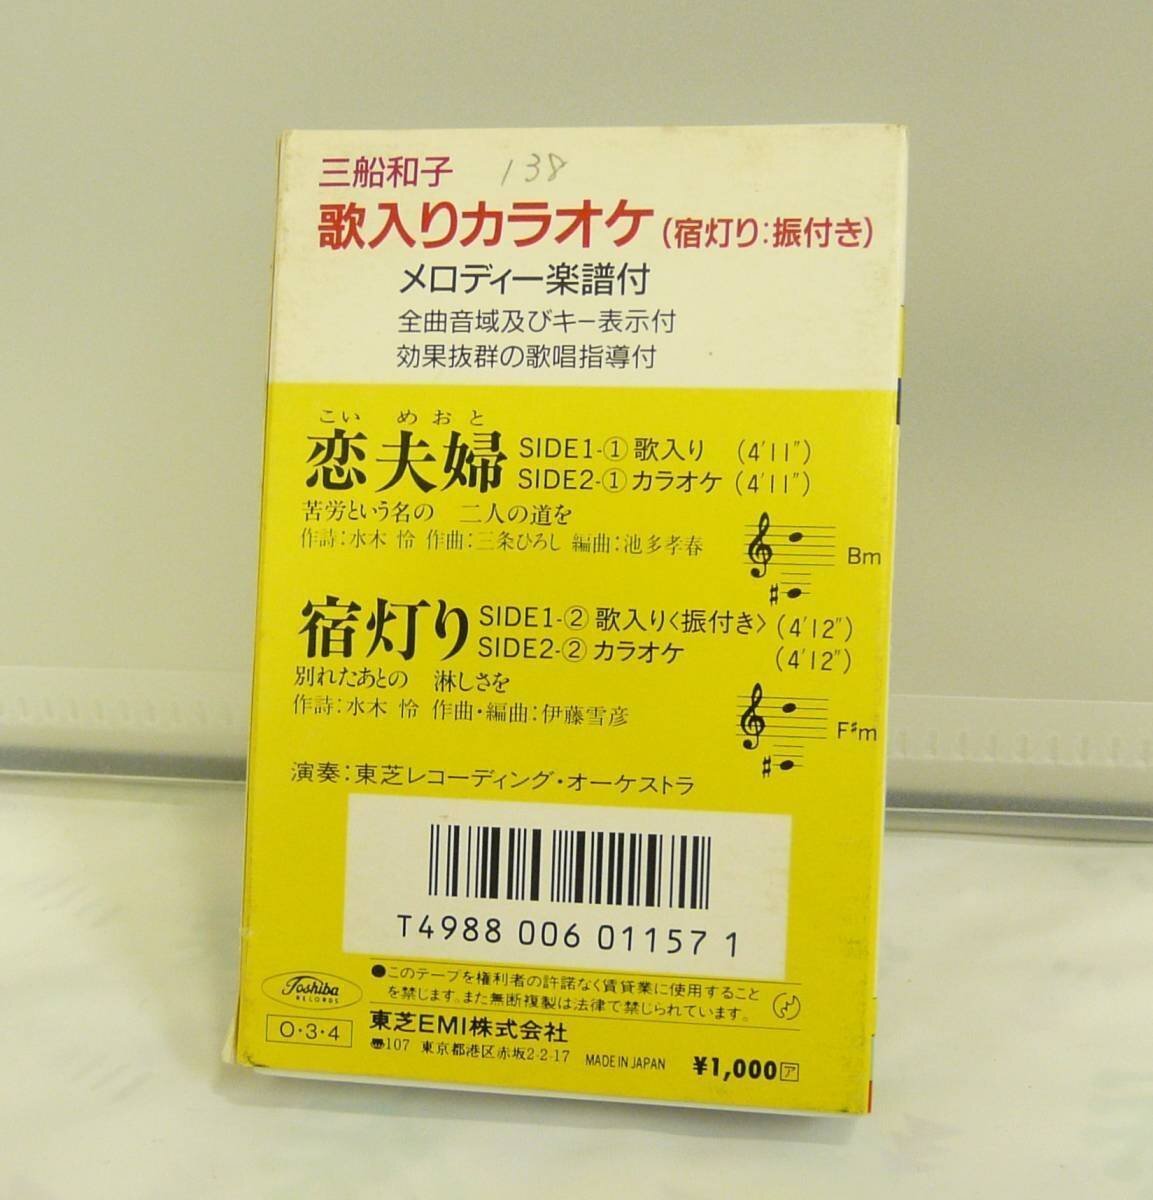 三船和子 138
歌入りカラオケ(宿灯り:振付き)
メロディー楽譜付
全曲音域及びキー表示付
効果抜群の歌唱指導付
こい めおと
恋夫婦 SIDE1-①歌入り (4'11")
SIDE2-①カラオケ (4'11")
苦労という名の 二人の道を
作詩:水木 怜 作曲:三条ひろし 編曲:池多孝春
Bm
宿灯り SIDE1-②歌入り〈振付き〉(4'12")
SIDE2-②カラオケ (4'12")
別れたあとの 淋しさを
作詩:水木 怜 作曲・編曲:伊藤雪彦
F#m
演奏:東芝レコーディング・オーケストラ
T4988 006 011571
Toshiba
RECORDS
●このテープを権利者の許諾なく賃貸業に使用すること
を禁じます。また無断複製は法律で禁じられています。
O・3・4
東芝EMI株式会社
〠107 東京都港区赤坂2-2-17 MADE IN JAPAN ¥1,000 ア